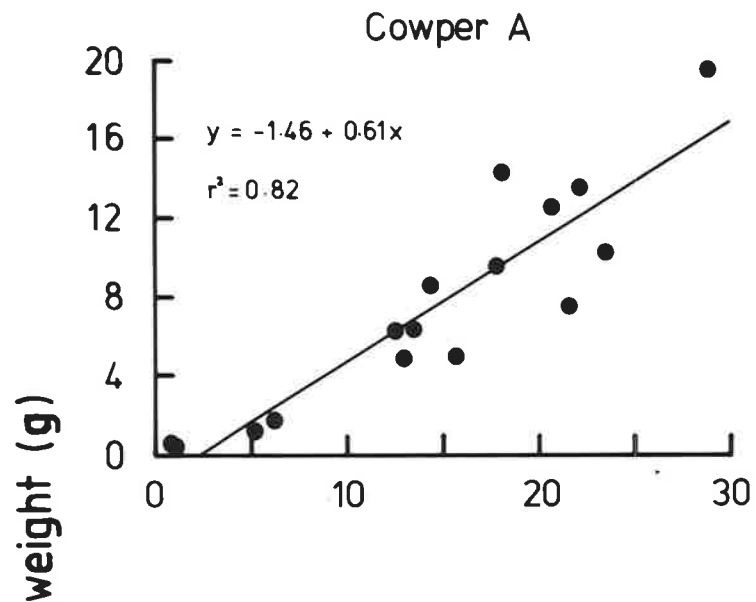 Cowper A
20
y = -1.46 + 0.61x
16
r² = 0.82
12
8
4
0
0 10 20 30
weight (g)